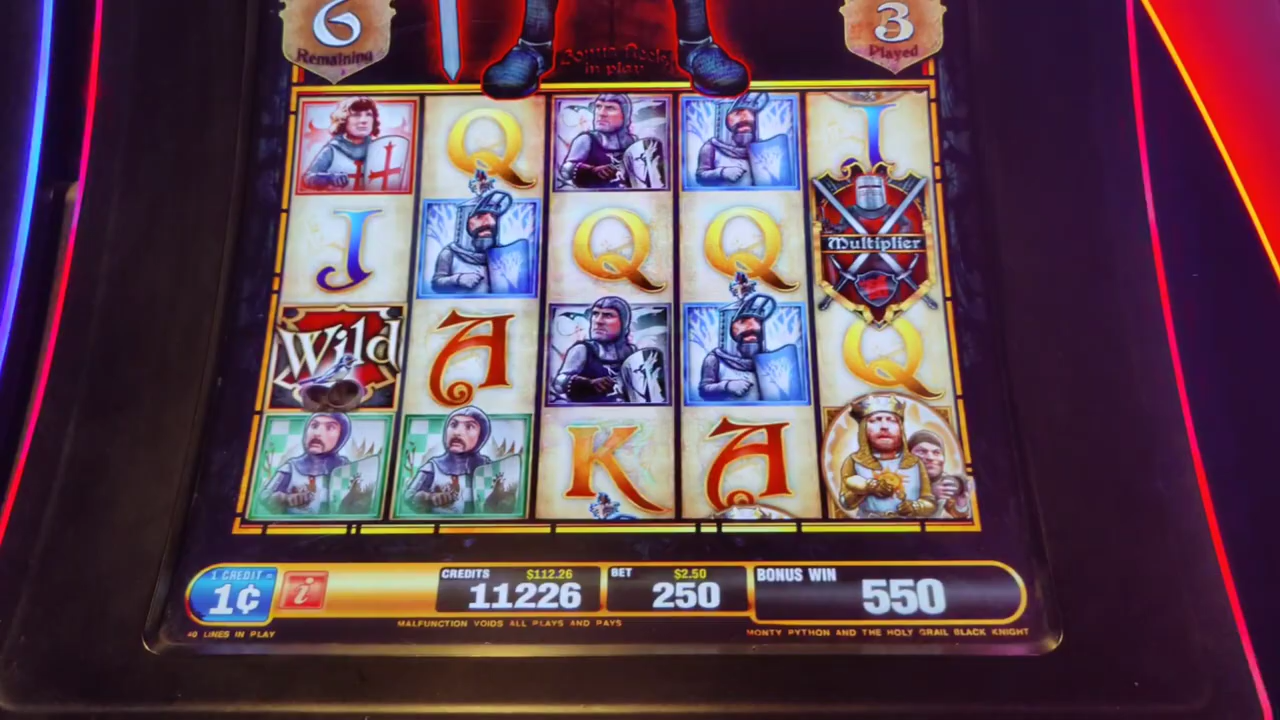 6
Remaining
3
Played
Bonus Reels
in play
Q
J
J
Q
Q
Multiplier
Wild
A
Q
K
A
1 CREDIT =
1¢
i
CREDITS
$112.26
11226
BET
$2.50
250
BONUS WIN
550
40 LINES IN PLAY
MALFUNCTION VOIDS ALL PLAYS AND PAYS
MONTY PYTHON AND THE HOLY GRAIL BLACK KNIGHT